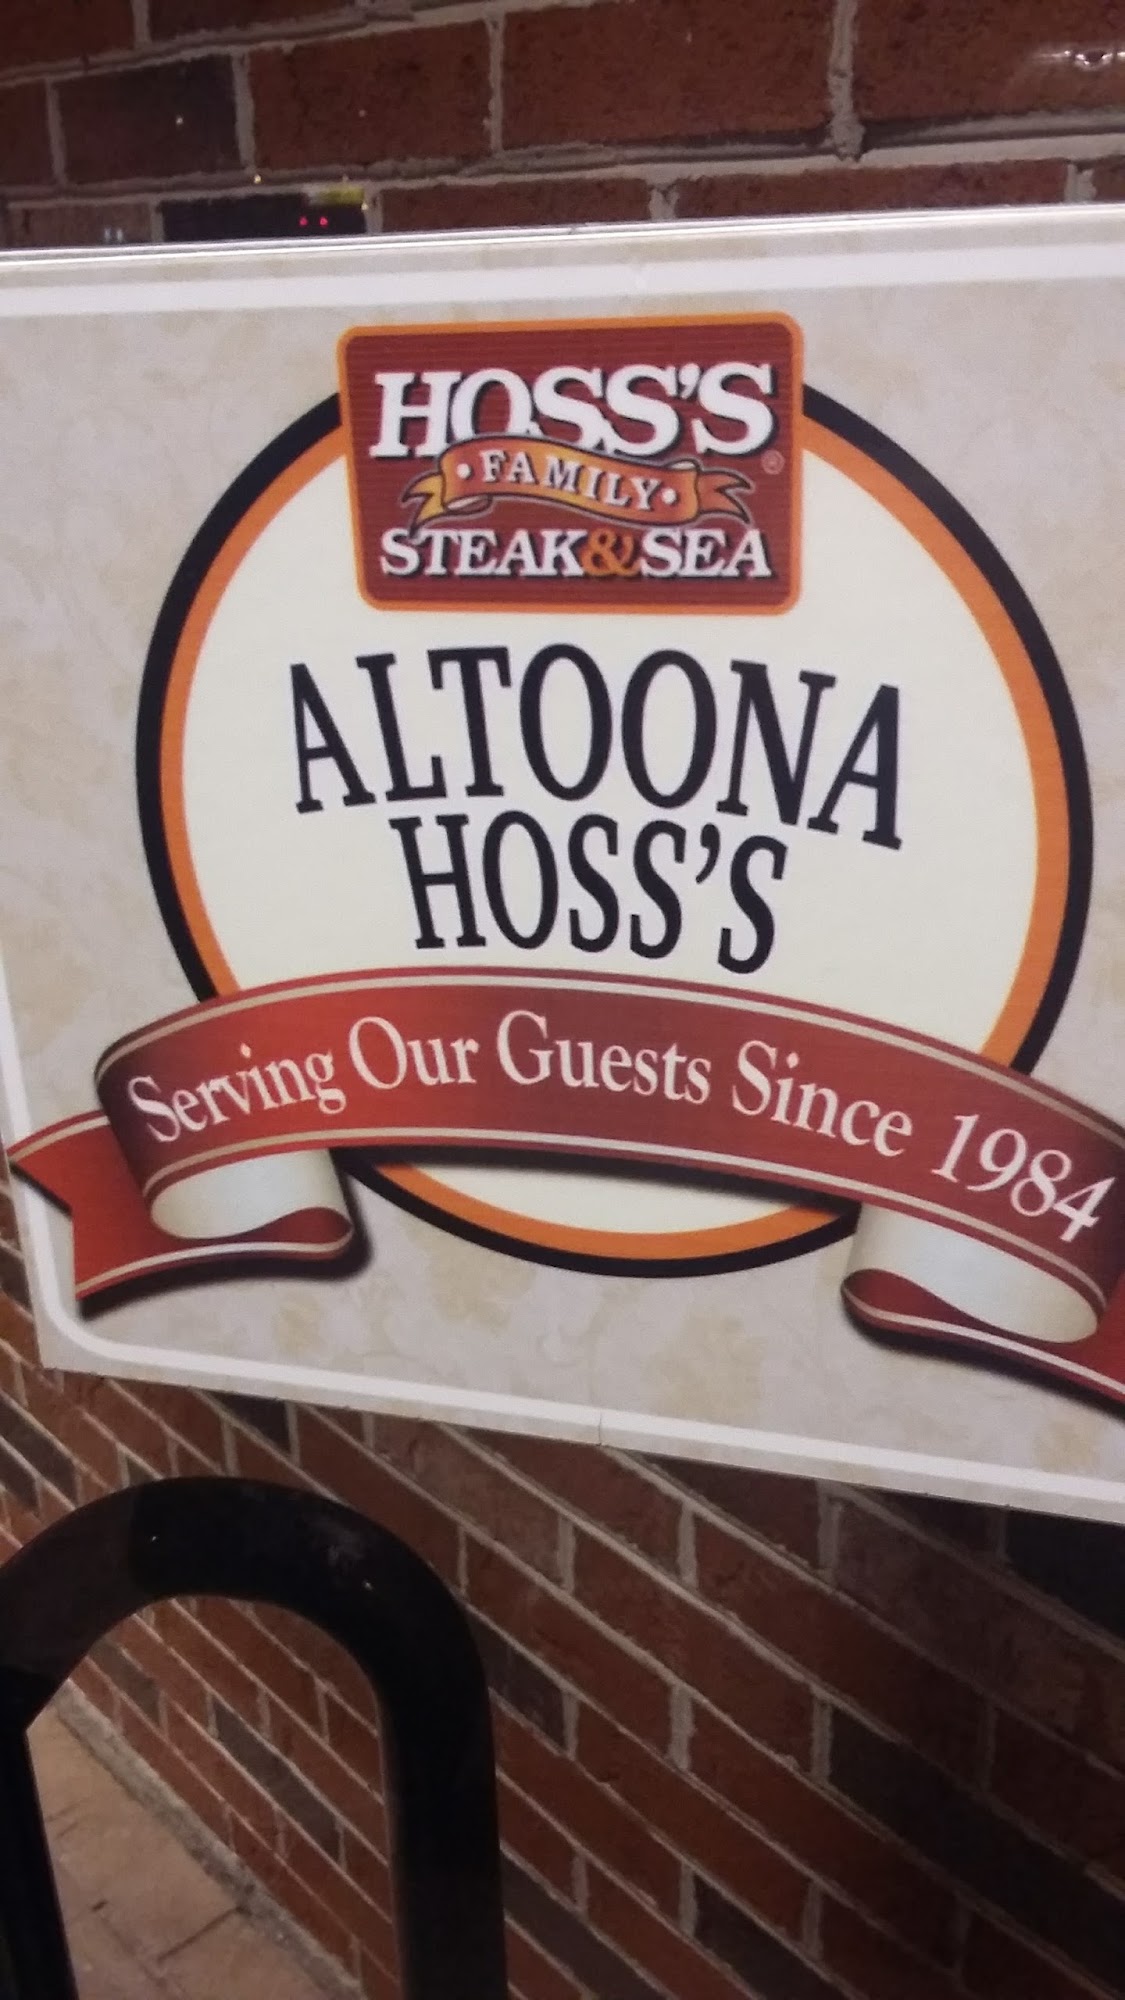 HOSS'S
®
• FAMILY •
STEAK & SEA
ALTOONA
HOSS'S
Serving Our Guests Since 1984